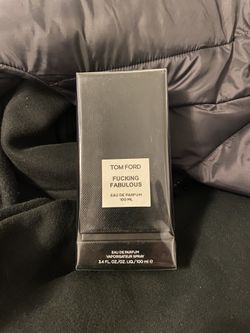 TOM FORD
FUCKING
FABULOUS
EAU DE PARFUM
100 ML
EAU DE PARFUM
VAPORISATEUR SPRAY
3.4 FL. OZ./OZ. LIQ./100 ml ℮